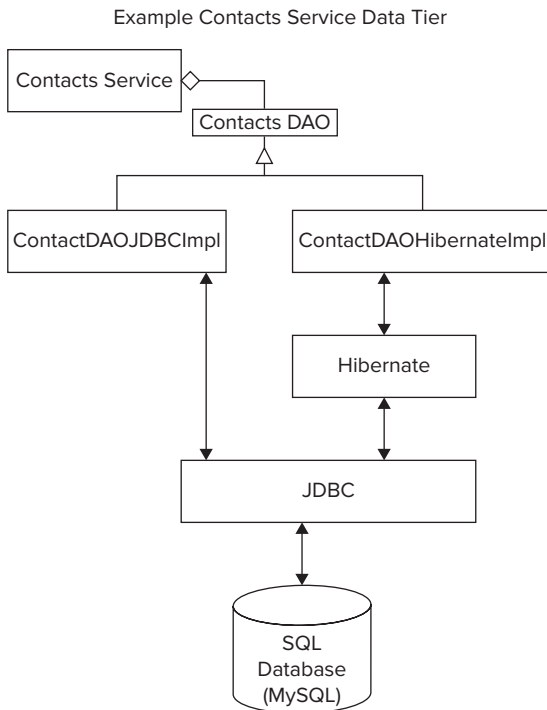 Example Contacts Service Data Tier
Contacts Service
Contacts DAO
ContactDAOJDBCImpl
ContactDAOHibernateImpl
Hibernate
JDBC
SQL
Database
(MySQL)